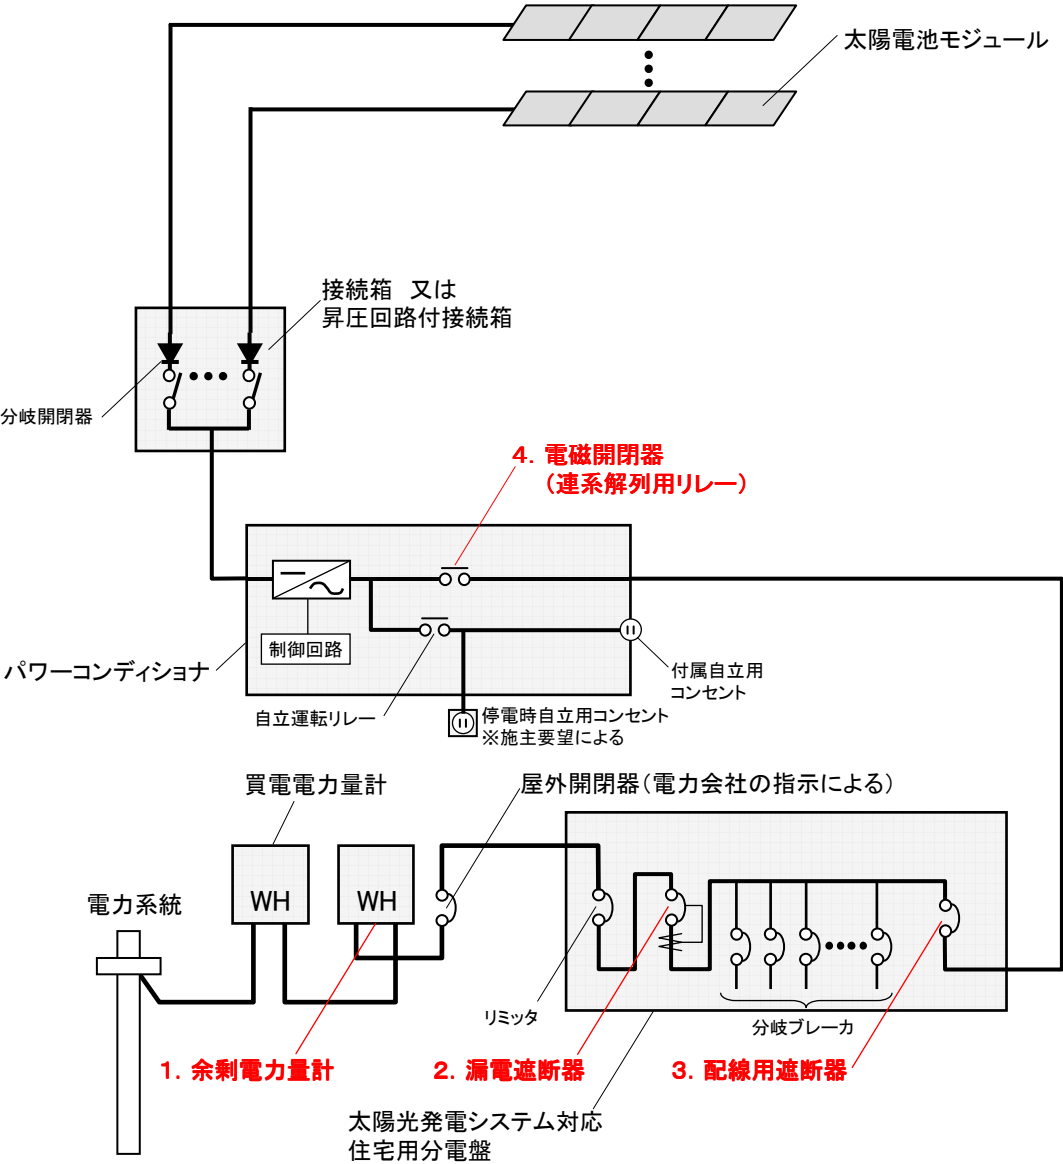 太陽電池モジュール
接続箱　又は
昇圧回路付接続箱
分岐開閉器
4. 電磁開閉器
（連系解列用リレー）
制御回路
パワーコンディショナ
付属自立用
コンセント
自立運転リレー
停電時自立用コンセント
※施主要望による
買電電力量計
屋外開閉器（電力会社の指示による）
WH
WH
電力系統
リミッタ
分岐ブレーカ
1. 余剰電力量計
2. 漏電遮断器
3. 配線用遮断器
太陽光発電システム対応
住宅用分電盤